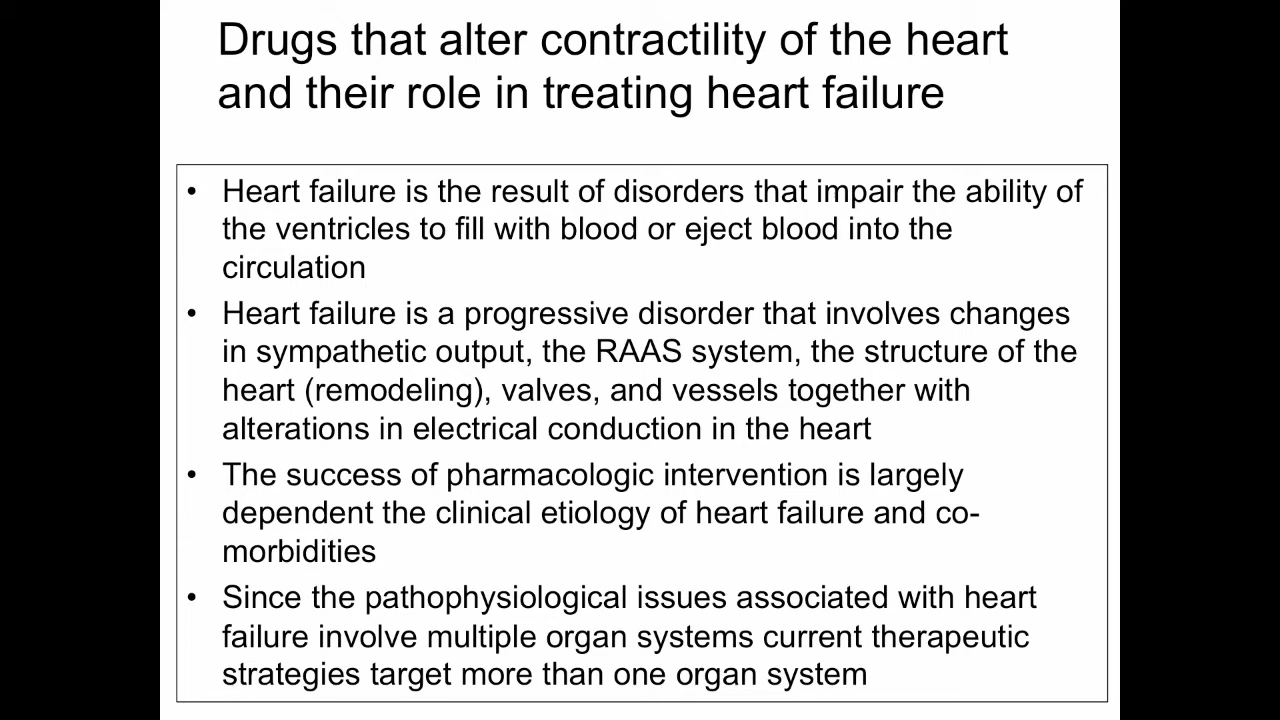 Drugs that alter contractility of the heart
and their role in treating heart failure
• Heart failure is the result of disorders that impair the ability of
the ventricles to fill with blood or eject blood into the
circulation
• Heart failure is a progressive disorder that involves changes
in sympathetic output, the RAAS system, the structure of the
heart (remodeling), valves, and vessels together with
alterations in electrical conduction in the heart
• The success of pharmacologic intervention is largely
dependent the clinical etiology of heart failure and co-
morbidities
• Since the pathophysiological issues associated with heart
failure involve multiple organ systems current therapeutic
strategies target more than one organ system